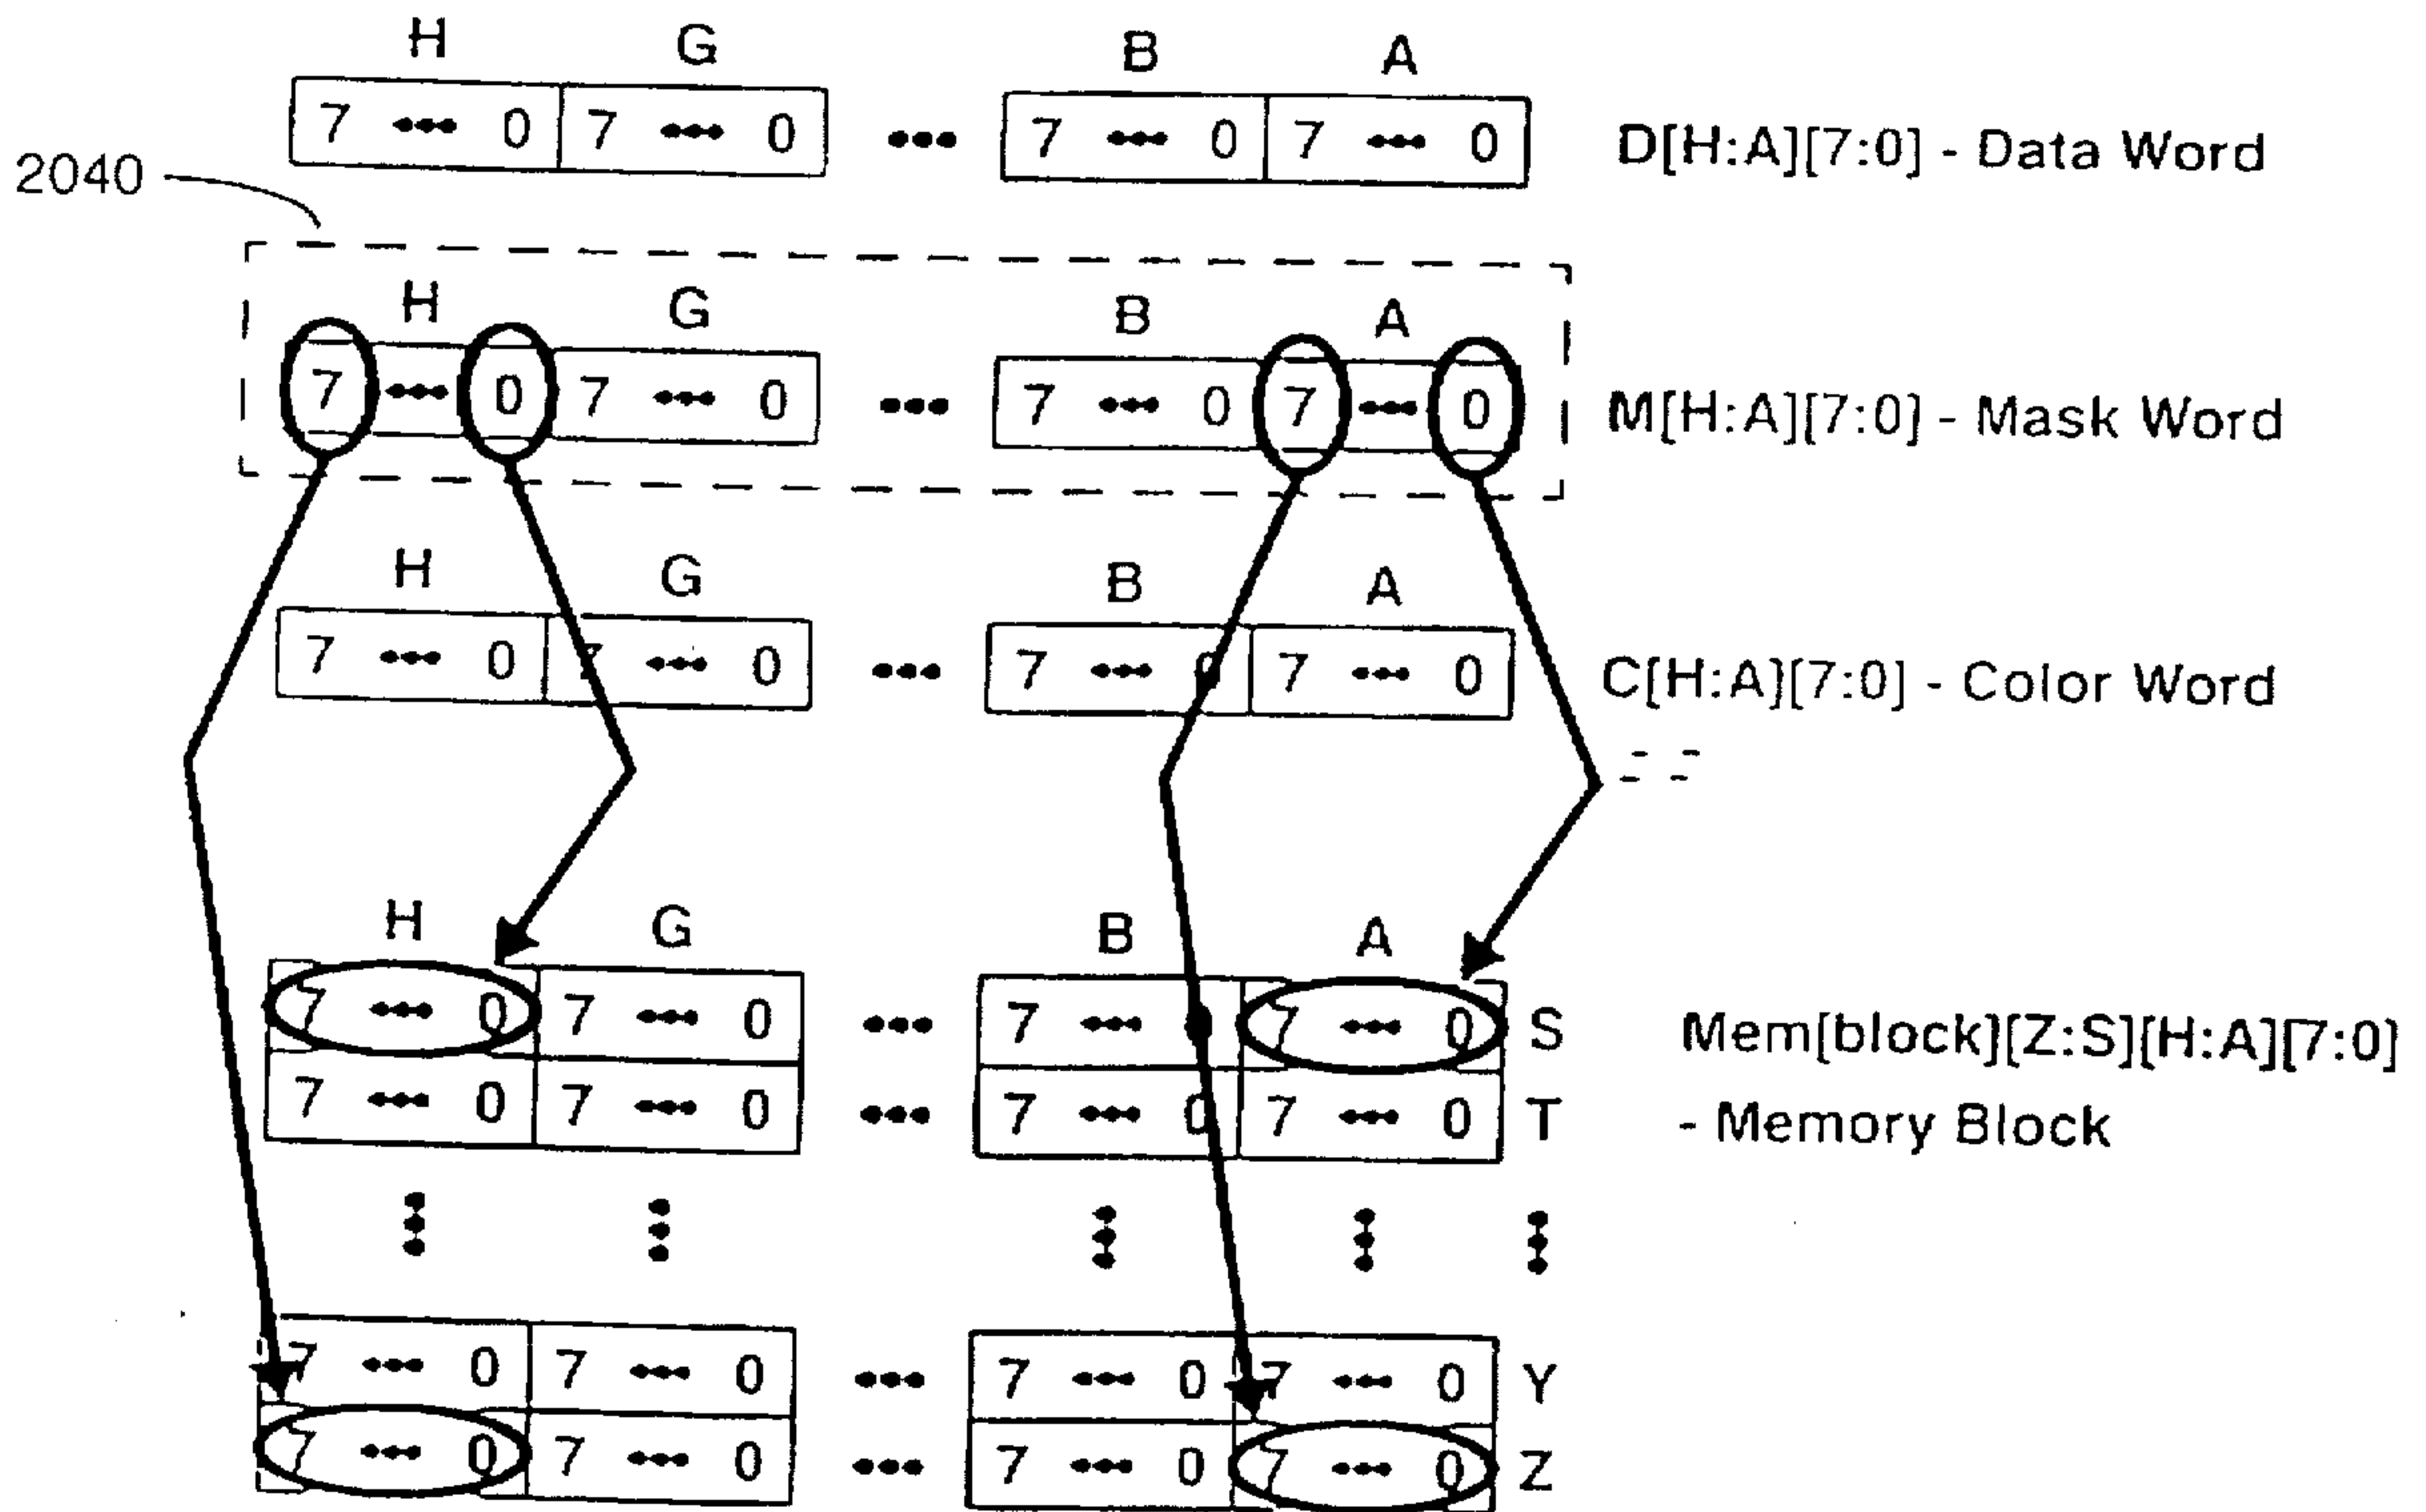 H G B A
7 ••• 0 7 ••• 0 ••• 7 ••• 0 7 ••• 0 D[H:A][7:0] - Data Word
2040
H G B A
7 ••• 0 7 ••• 0 ••• 7 ••• 0 7 ••• 0 M[H:A][7:0] - Mask Word
H G B A
7 ••• 0 7 ••• 0 ••• 7 ••• 0 7 ••• 0 C[H:A][7:0] - Color Word
H G B A
7 ••• 0 7 ••• 0 ••• 7 ••• 0 7 ••• 0 S Mem[block][Z:S][H:A][7:0]
7 ••• 0 7 ••• 0 ••• 7 ••• 0 7 ••• 0 T - Memory Block
7 ••• 0 7 ••• 0 ••• 7 ••• 0 7 ••• 0 Y
7 ••• 0 7 ••• 0 ••• 7 ••• 0 7 ••• 0 Z